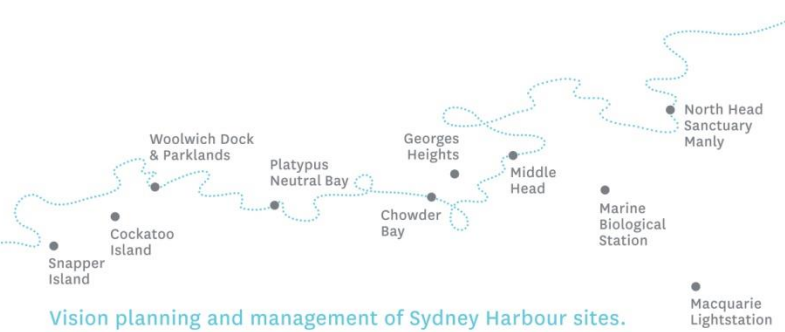 Woolwich Dock
& Parklands
Platypus
Neutral Bay
Georges
Heights
North Head
Sanctuary
Manly
Middle
Head
Cockatoo
Island
Chowder
Bay
Marine
Biological
Station
Snapper
Island
Macquarie
Lightstation
Vision planning and management of Sydney Harbour sites.